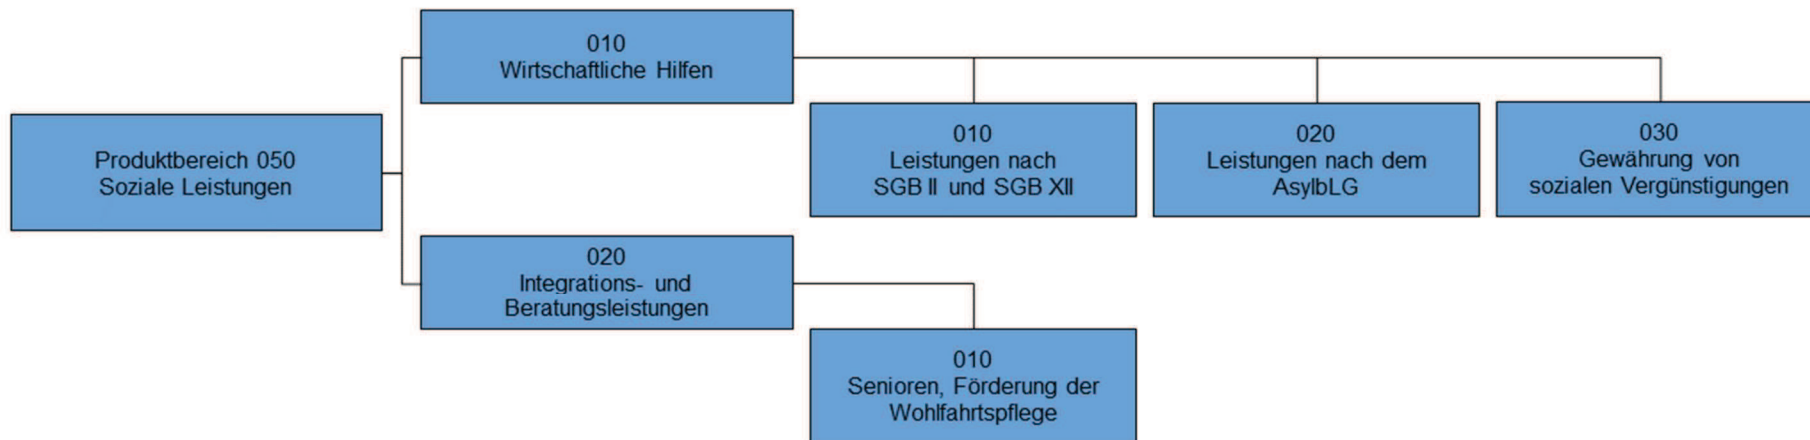 010
Wirtschaftliche Hilfen
Produktbereich 050
Soziale Leistungen
010
Leistungen nach
SGB II und SGB XII
020
Leistungen nach dem
AsylbLG
030
Gewährung von
sozialen Vergünstigungen
020
Integrations- und
Beratungsleistungen
010
Senioren, Förderung der
Wohlfahrtspflege